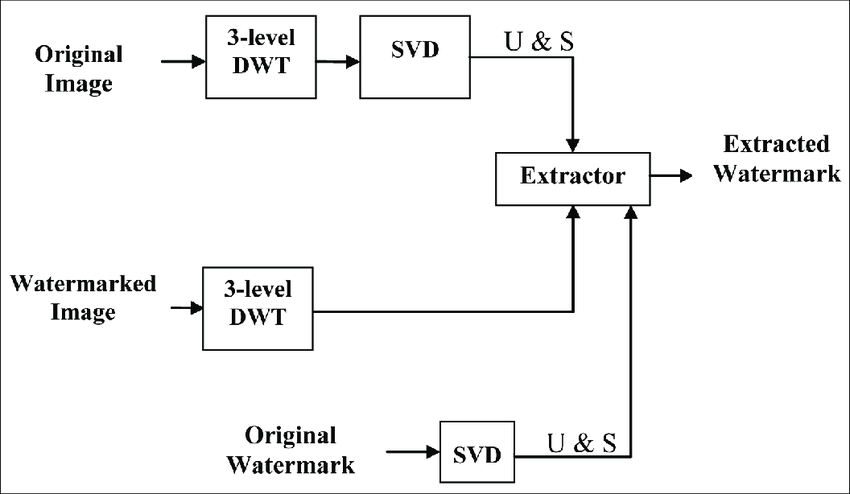 Original
Image
3-level
DWT
SVD
U & S
Extractor
Extracted
Watermark
Watermarked
Image
3-level
DWT
Original
Watermark
SVD
U & S